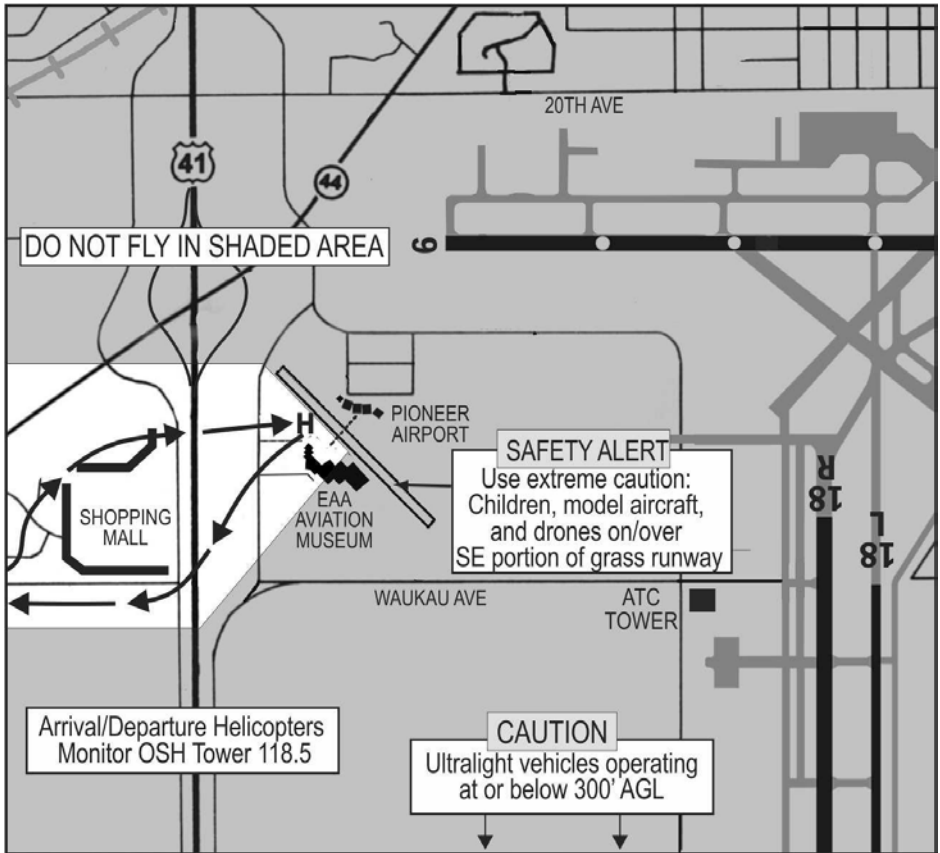 20TH AVE
41
44
DO NOT FLY IN SHADED AREA
9
H
PIONEER
AIRPORT
SAFETY ALERT
Use extreme caution:
Children, model aircraft,
and drones on/over
SE portion of grass runway
18
R
18
L
SHOPPING
MALL
EAA
AVIATION
MUSEUM
WAUKAU AVE
ATC
TOWER
Arrival/Departure Helicopters
Monitor OSH Tower 118.5
CAUTION
Ultralight vehicles operating
at or below 300' AGL